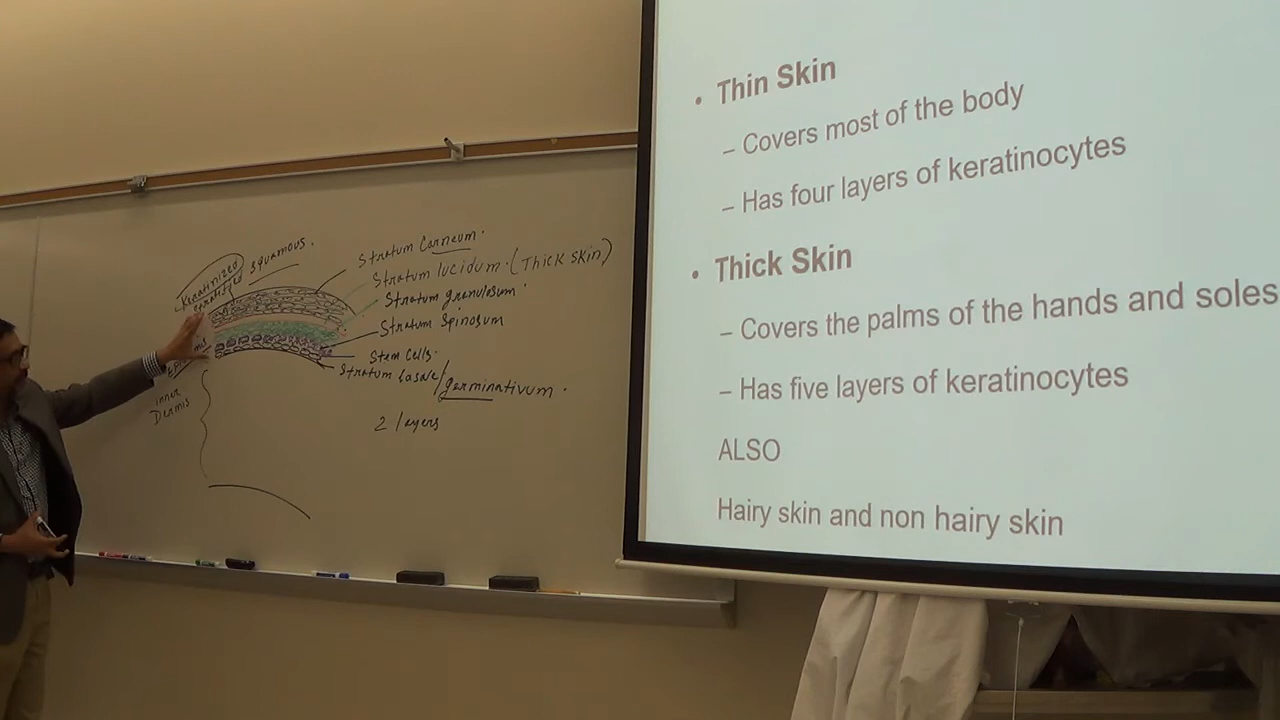 Keratinized
stratified squamous.
Stratum Corneum.
Stratum lucidum. (Thick Skin)
Stratum granulosum.
Stratum Spinosum
Stem Cells.
Stratum basale/germinativum.
inner
Dermis
2 layers
• Thin Skin
– Covers most of the body
– Has four layers of keratinocytes
• Thick Skin
– Covers the palms of the hands and soles
– Has five layers of keratinocytes
ALSO
Hairy skin and non hairy skin